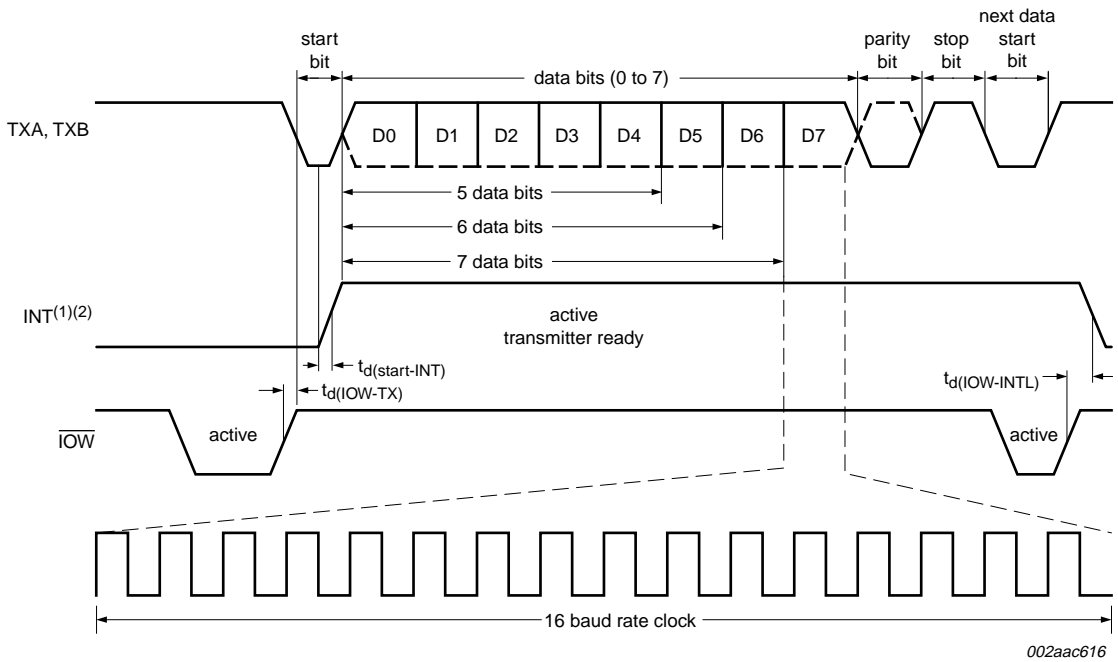 start
bit
data bits (0 to 7)
parity
bit
stop
bit
next data
start
bit
TXA, TXB
D0 D1 D2 D3 D4 D5 D6 D7
5 data bits
6 data bits
7 data bits
INT(1)(2)
active
transmitter ready
td(start-INT)
td(IOW-TX)
td(IOW-INTL)
IOW
active
active
16 baud rate clock
002aac616